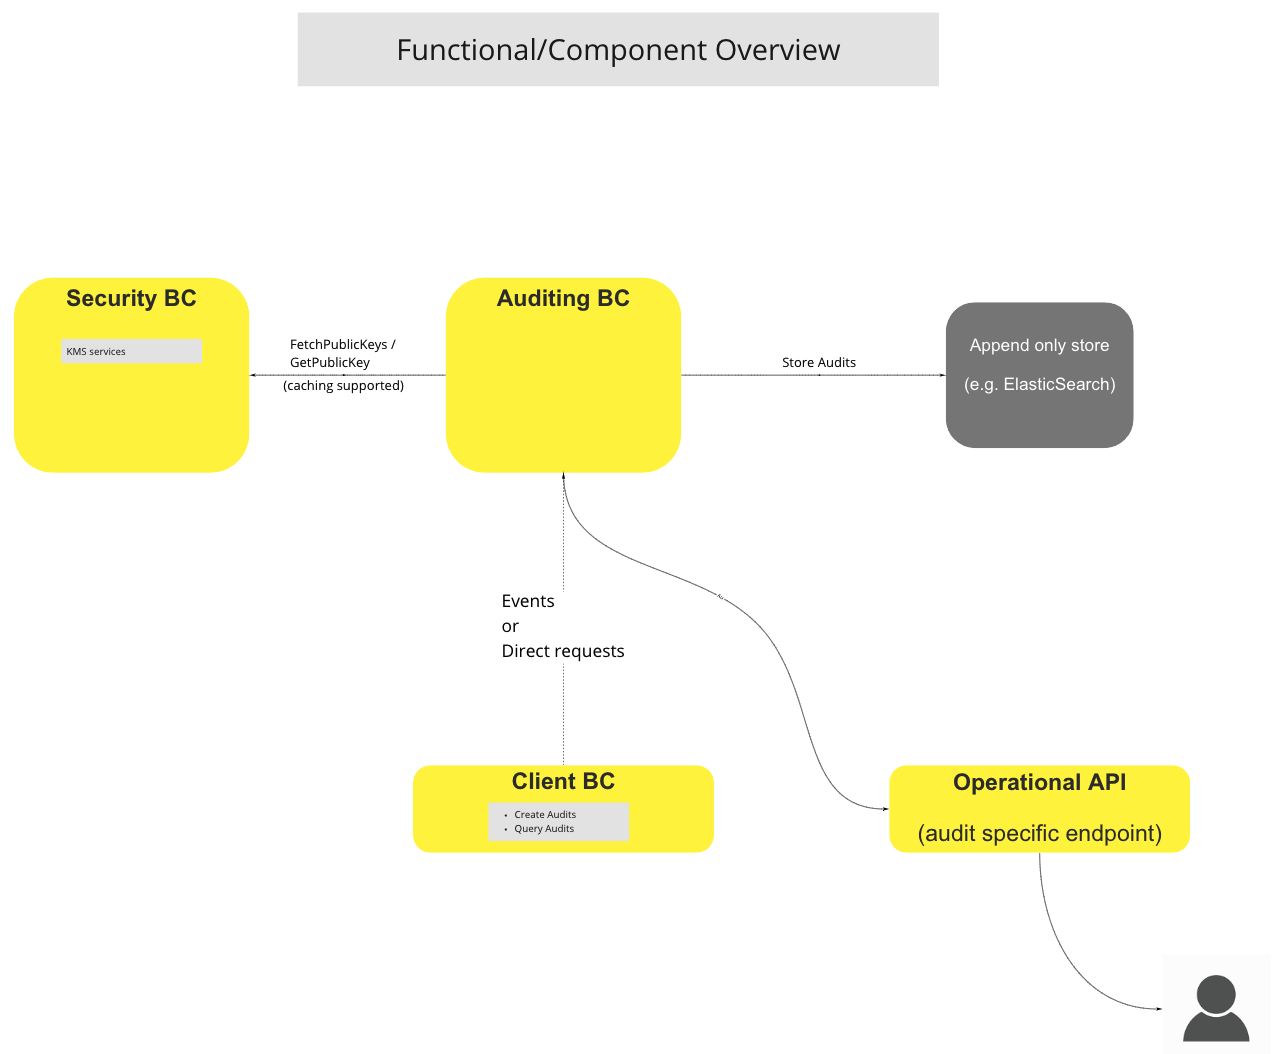 Functional/Component Overview
Security BC
KMS services
FetchPublicKeys /
GetPublicKey
(caching supported)
Auditing BC
Store Audits
Append only store
(e.g. ElasticSearch)
Events
or
Direct requests
Client BC
• Create Audits
• Query Audits
Operational API
(audit specific endpoint)